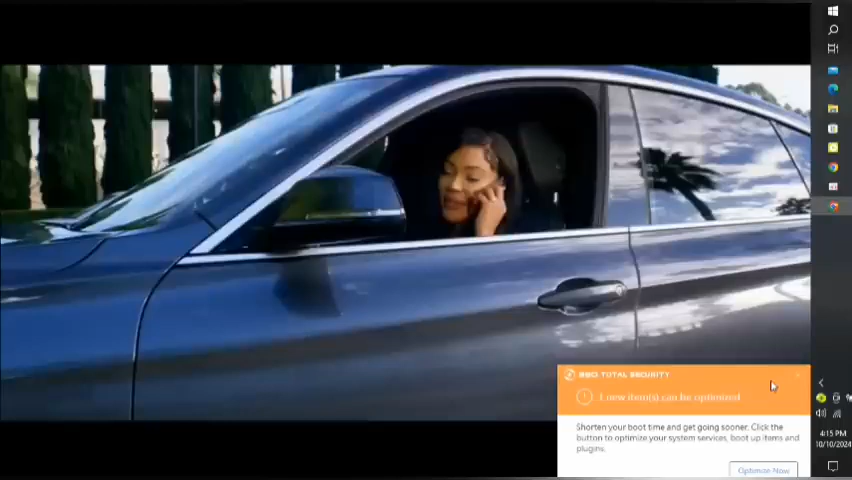 360 TOTAL SECURITY
1 new item(s) can be optimized
Shorten your boot time and get going sooner. Click the
button to optimize your system services, boot up items and
plugins.
Optimize Now
4:15 PM
10/10/2024